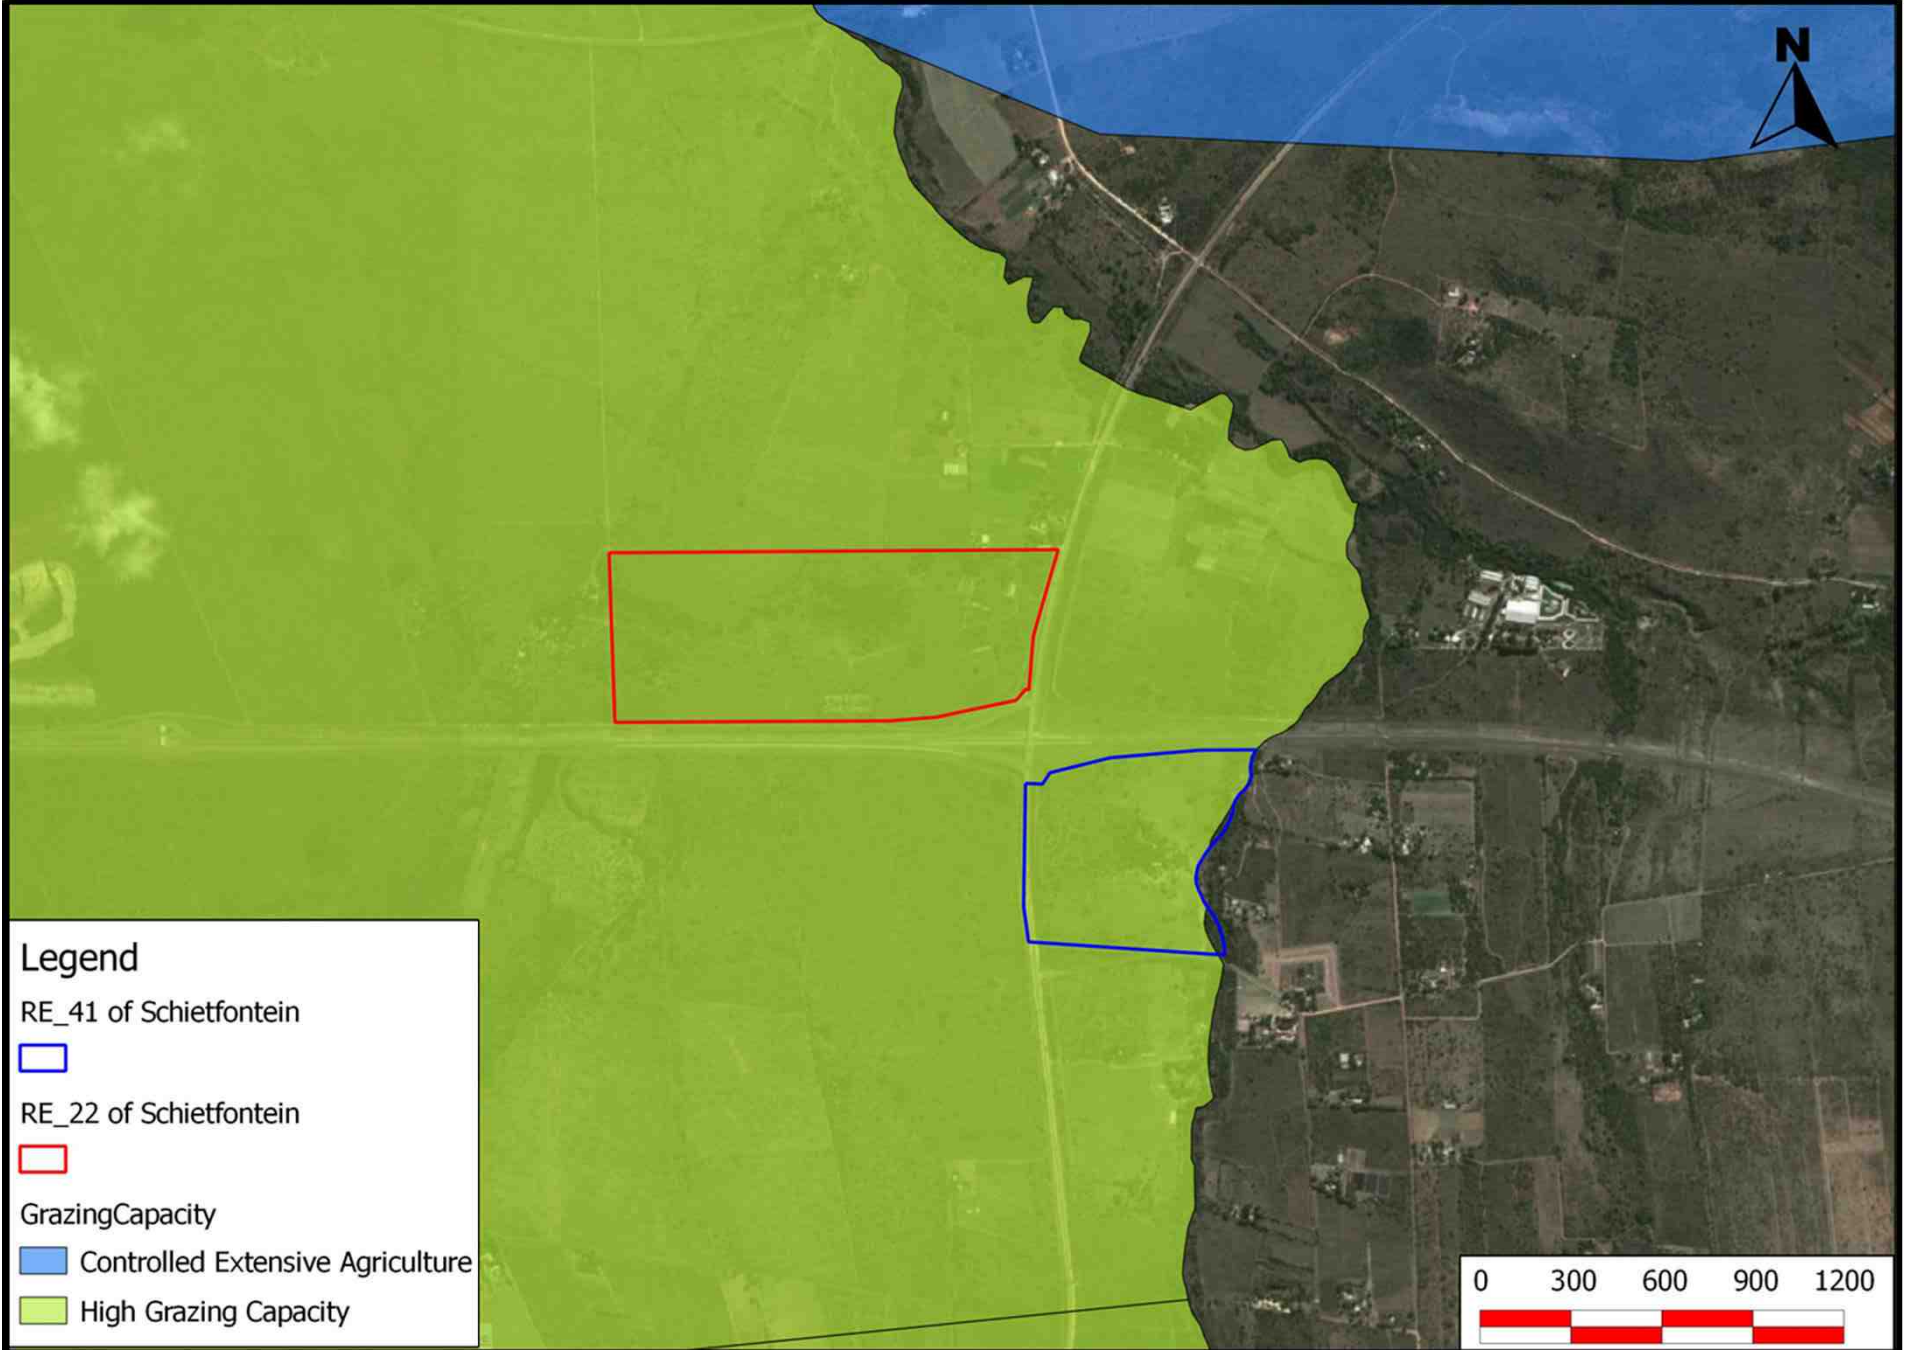 N
Legend
RE_41 of Schietfontein
RE_22 of Schietfontein
GrazingCapacity
Controlled Extensive Agriculture
High Grazing Capacity
0 300 600 900 1200